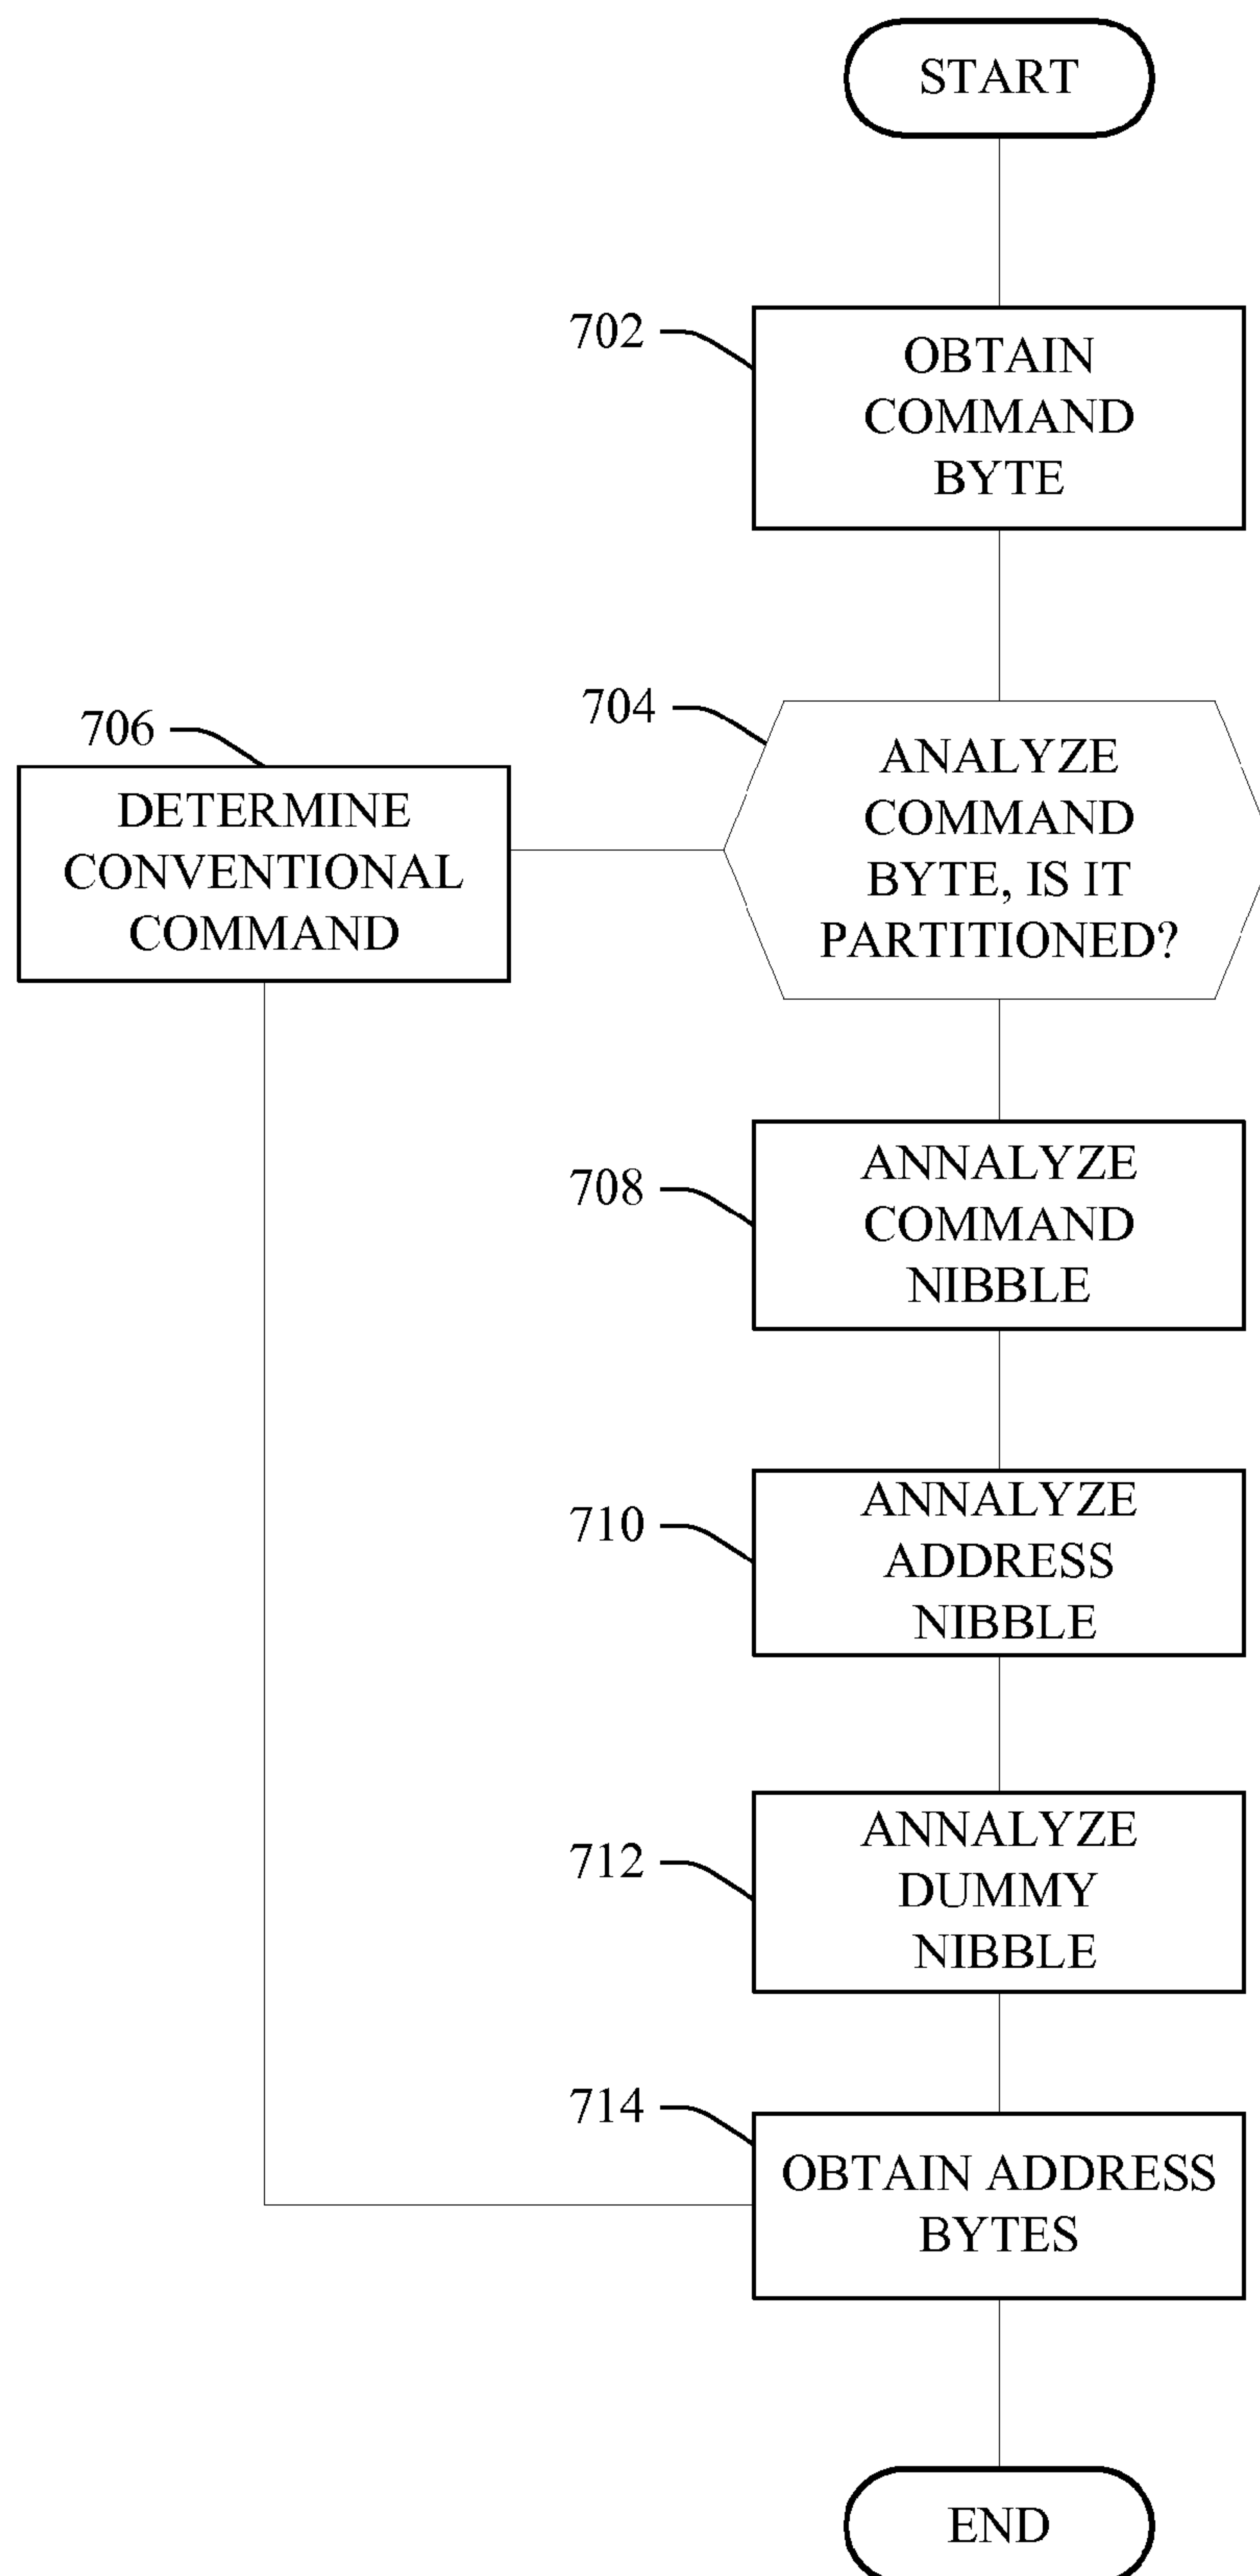 START
702
OBTAIN
COMMAND
BYTE
704
ANALYZE
COMMAND
BYTE, IS IT
PARTITIONED?
706
DETERMINE
CONVENTIONAL
COMMAND
708
ANNALYZE
COMMAND
NIBBLE
710
ANNALYZE
ADDRESS
NIBBLE
712
ANNALYZE
DUMMY
NIBBLE
714
OBTAIN ADDRESS
BYTES
END